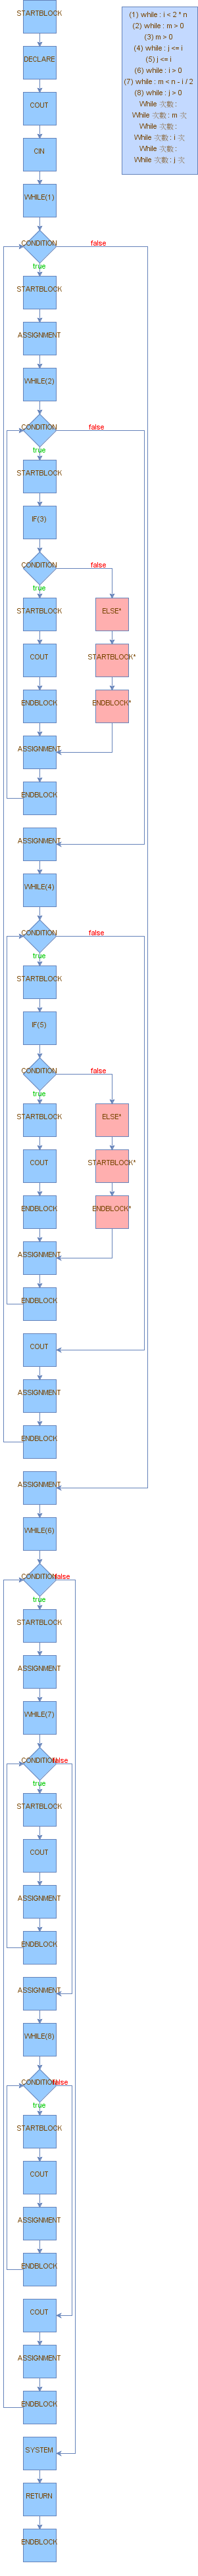 STARTBLOCK
(1) while : i < 2 * n
(2) while : m > 0
(3) m > 0
(4) while : j <= i
(5) j <= i
(6) while : i > 0
(7) while : m < n - i / 2
(8) while : j > 0
While 次數 :
While 次數 : m 次
While 次數 :
While 次數 : i 次
While 次數 :
While 次數 : j 次
DECLARE
COUT
CIN
WHILE(1)
CONDITION
false
true
STARTBLOCK
ASSIGNMENT
WHILE(2)
CONDITION
false
true
STARTBLOCK
IF(3)
CONDITION
false
true
STARTBLOCK
ELSE*
COUT
STARTBLOCK*
ENDBLOCK
ENDBLOCK*
ASSIGNMENT
ENDBLOCK
ASSIGNMENT
WHILE(4)
CONDITION
false
true
STARTBLOCK
IF(5)
CONDITION
false
true
STARTBLOCK
ELSE*
COUT
STARTBLOCK*
ENDBLOCK
ENDBLOCK*
ASSIGNMENT
ENDBLOCK
COUT
ASSIGNMENT
ENDBLOCK
ASSIGNMENT
WHILE(6)
CONDITION
false
true
STARTBLOCK
ASSIGNMENT
WHILE(7)
CONDITION
false
true
STARTBLOCK
COUT
ASSIGNMENT
ENDBLOCK
ASSIGNMENT
WHILE(8)
CONDITION
false
true
STARTBLOCK
COUT
ASSIGNMENT
ENDBLOCK
COUT
ASSIGNMENT
ENDBLOCK
SYSTEM
RETURN
ENDBLOCK